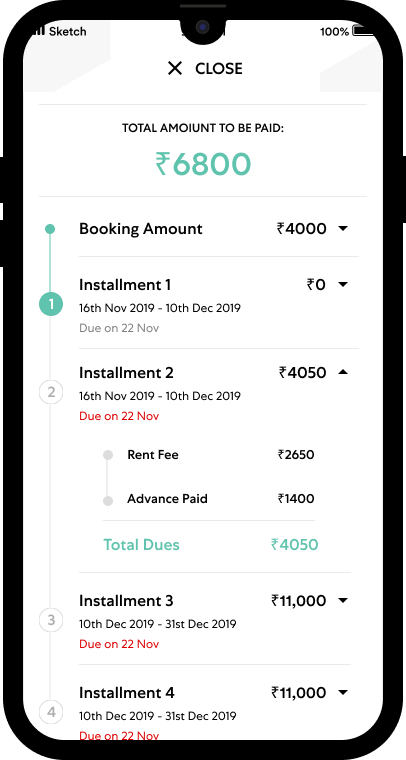 Sketch 100%
CLOSE
TOTAL AMOIUNT TO BE PAID:
₹6800
Booking Amount ₹4000
Installment 1 ₹0
16th Nov 2019 - 10th Dec 2019
Due on 22 Nov
1
Installment 2 ₹4050
16th Nov 2019 - 10th Dec 2019
Due on 22 Nov
2
Rent Fee ₹2650
Advance Paid ₹1400
Total Dues ₹4050
Installment 3 ₹11,000
10th Dec 2019 - 31st Dec 2019
Due on 22 Nov
3
Installment 4 ₹11,000
10th Dec 2019 - 31st Dec 2019
Due on 22 Nov
4